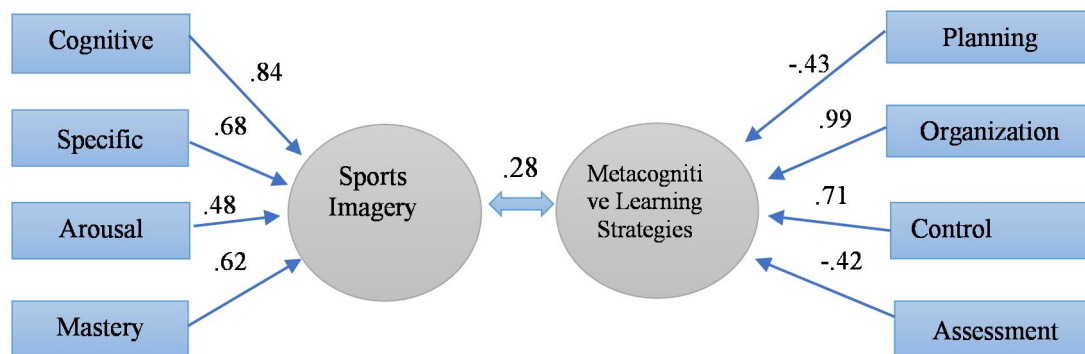 Cognitive
.84
Specific
.68
Arousal
.48
Mastery
.62
Sports
Imagery
.28
Metacogniti
ve Learning
Strategies
Planning
-.43
Organization
.99
Control
.71
Assessment
-.42